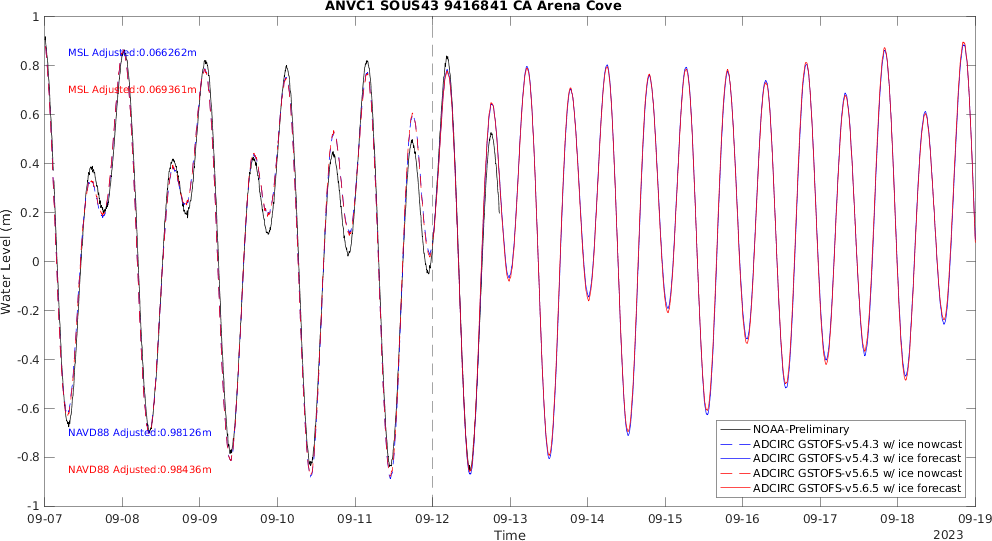 ANVC1 SOUS43 9416841 CA Arena Cove
1
0.8
0.6
0.4
0.2
0
-0.2
-0.4
-0.6
-0.8
-1
Water Level (m)
MSL Adjusted:0.066262m
MSL Adjusted:0.069361m
NAVD88 Adjusted:0.98126m
NAVD88 Adjusted:0.98436m
NOAA-Preliminary
ADCIRC GSTOFS-v5.4.3 w/ ice nowcast
ADCIRC GSTOFS-v5.4.3 w/ ice forecast
ADCIRC GSTOFS-v5.6.5 w/ ice nowcast
ADCIRC GSTOFS-v5.6.5 w/ ice forecast
09-07 09-08 09-09 09-10 09-11 09-12 09-13 09-14 09-15 09-16 09-17 09-18 09-19
Time
2023